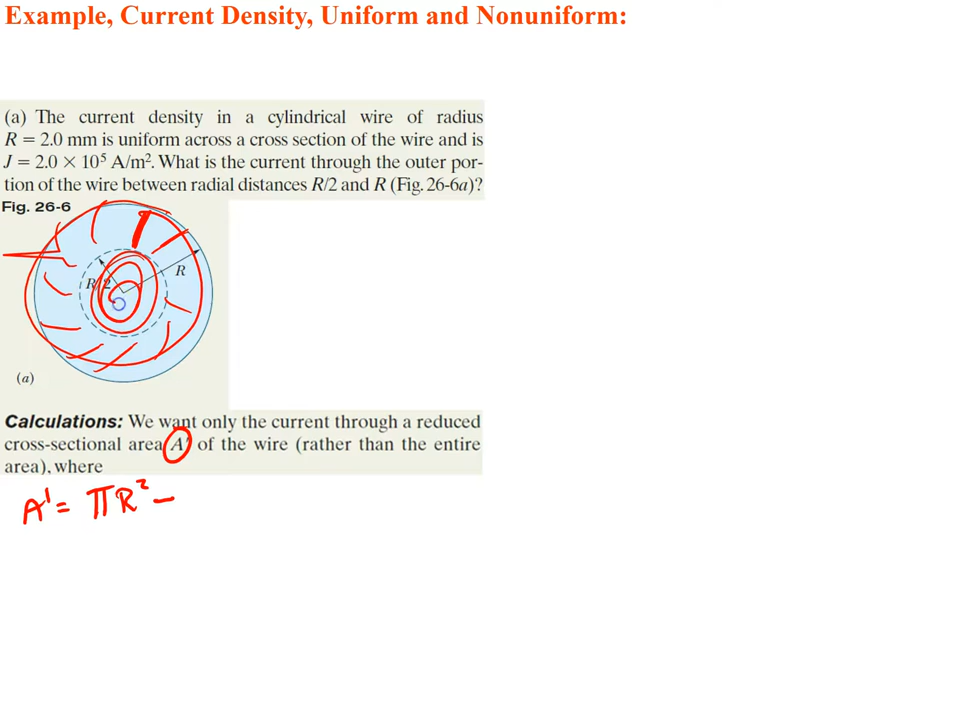 Example, Current Density, Uniform and Nonuniform:
(a) The current density in a cylindrical wire of radius
R = 2.0 mm is uniform across a cross section of the wire and is
J = 2.0 × 10⁵ A/m². What is the current through the outer por-
tion of the wire between radial distances R/2 and R (Fig. 26-6a)?
Fig. 26-6
R
R/2
(a)
Calculations: We want only the current through a reduced
cross-sectional area A' of the wire (rather than the entire
area), where
A' = πR² −